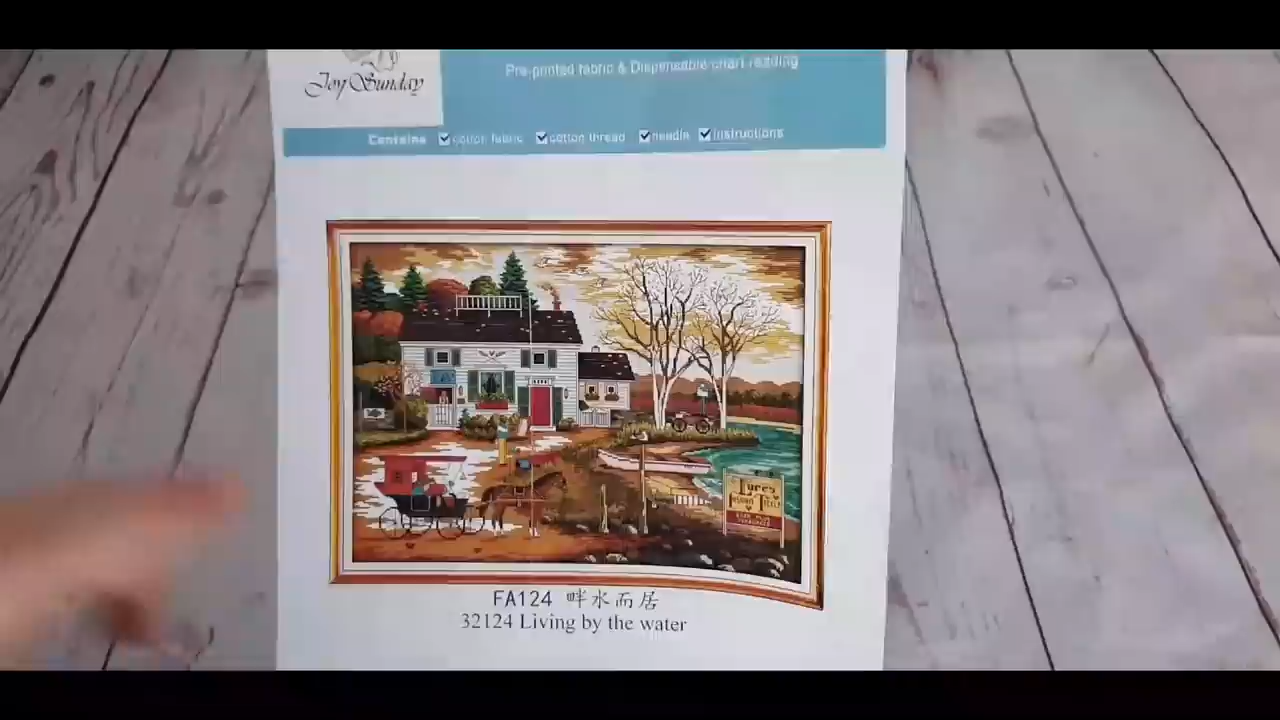 Joy Sunday
Pre-printed fabric & Dispensable chart reading
Contains cotton fabric cotton thread needle instructions
Lures
FA124 畔水而居
32124 Living by the water